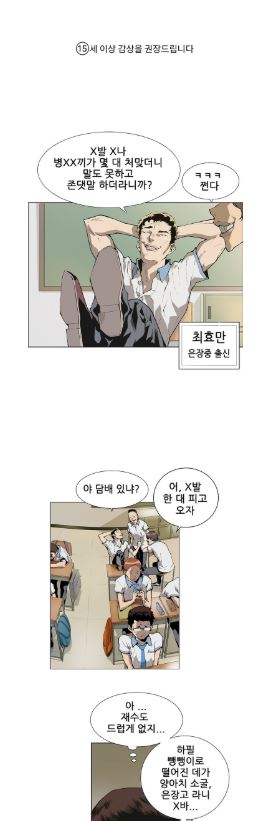 ⑮세 이상 감상을 권장드립니다
X발 X나
병XX끼가 몇 대 처맞더니
말도 못하고
존댓말 하더라니까?
ㅋㅋㅋ
쩐다
최효만
은장중 출신
야 담배 있냐?
어, X발
한 대 피고
오자
아 ...
재수도
드럽게 없지...
하필
뺑뺑이로
떨어진 데가
양아치 소굴,
은장고 라니
X바...